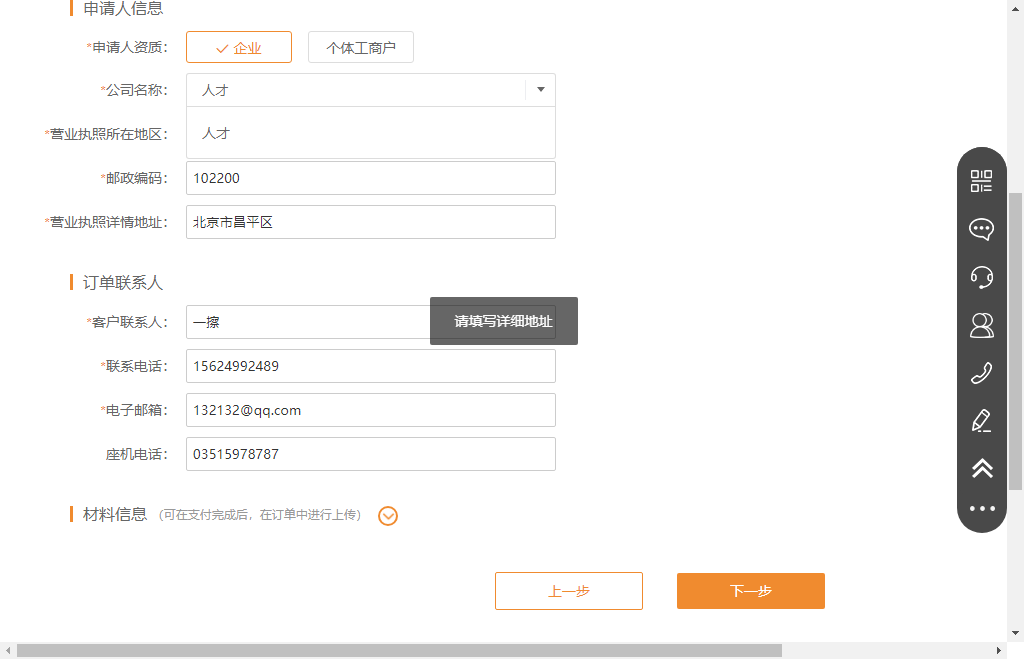 申请人信息
*申请人资质： 企业 个体工商户
*公司名称： 人才
*营业执照所在地区： 人才
*邮政编码： 102200
*营业执照详情地址： 北京市昌平区
订单联系人
*客户联系人： 一擦 请填写详细地址
*联系电话： 15624992489
*电子邮箱： 132132@qq.com
座机电话： 03515978787
材料信息 （可在支付完成后，在订单中进行上传）
上一步 下一步